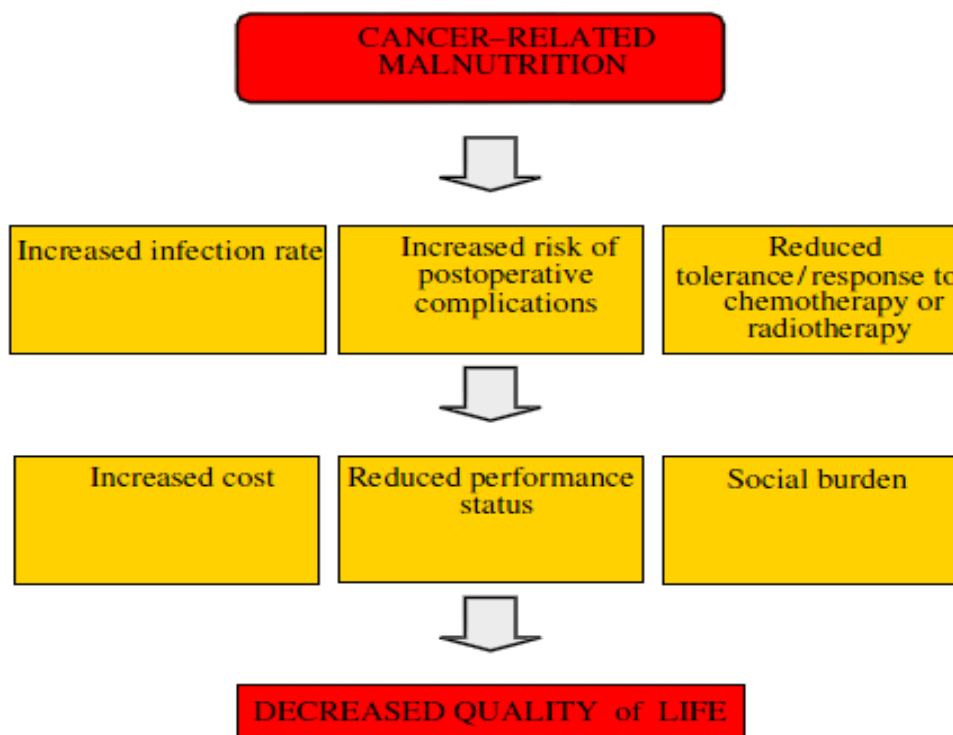 CANCER–RELATED
MALNUTRITION
Increased infection rate
Increased risk of
postoperative
complications
Reduced
tolerance/response to
chemotherapy or
radiotherapy
Increased cost
Reduced performance
status
Social burden
DECREASED QUALITY of LIFE